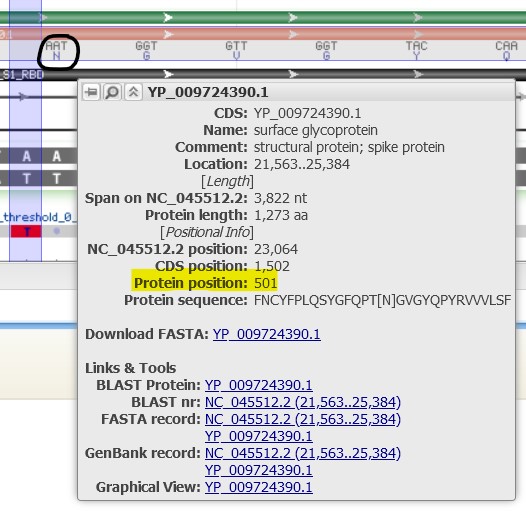 0.1
AAT GGT GTT GGT TAC CAA
N G V G Y Q
_S1_RBD
YP_009724390.1
CDS: YP_009724390.1
Name: surface glycoprotein
Comment: structural protein; spike protein
Location: 21,563..25,384
[Length]
Span on NC_045512.2: 3,822 nt
Protein length: 1,273 aa
[Positional Info]
NC_045512.2 position: 23,064
CDS position: 1,502
Protein position: 501
Protein sequence: FNCYFPLQSYGFQPT[N]GVGYQPYRVVVLSF
T A A
A T T
_threshold_0_
T
Download FASTA: YP_009724390.1
Links & Tools
BLAST Protein: YP_009724390.1
BLAST nr: NC_045512.2 (21,563..25,384)
FASTA record: NC_045512.2 (21,563..25,384)
YP_009724390.1
GenBank record: NC_045512.2 (21,563..25,384)
YP_009724390.1
Graphical View: YP_009724390.1